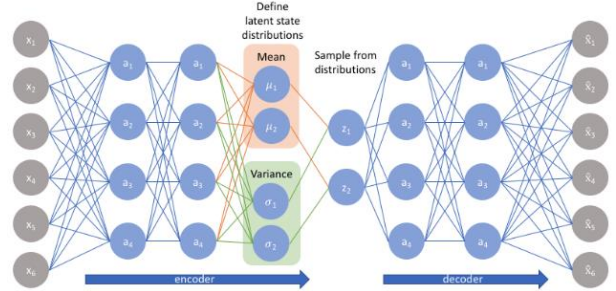 Define
latent state
distributions
Mean
Sample from
distributions
Variance
x₁
x₂
x₃
x₄
x₅
x₆
a₁
a₂
a₃
a₄
a₁
a₂
a₃
a₄
μ₁
μ₂
σ₁
σ₂
z₁
z₂
a₁
a₂
a₃
a₄
a₁
a₂
a₃
a₄
x̂₁
x̂₂
x̂₃
x̂₄
x̂₅
x̂₆
encoder
decoder